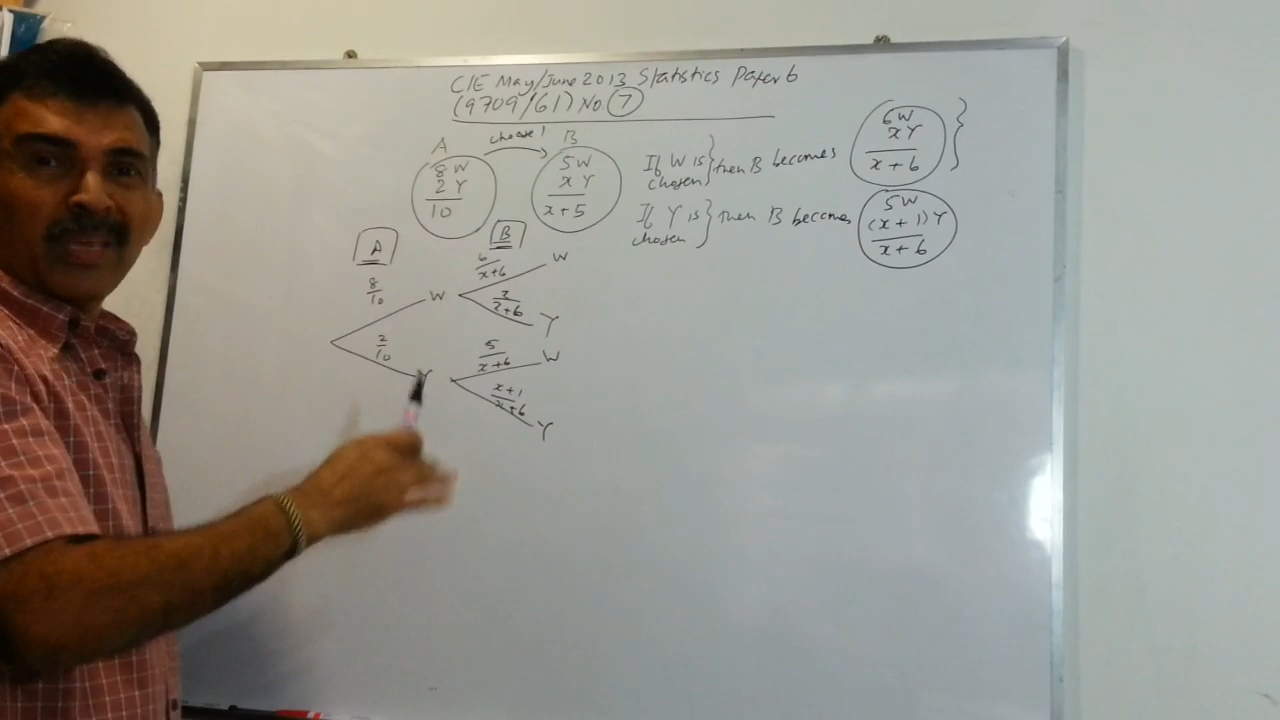 CIE May/June 2013 Statistics Paper 6
(9709/61) No 7
A
choose 1
B
8 W
2 Y
10
5 W
x Y
x + 5
If W is chosen } then B becomes
6 W
x Y
x + 6
If Y is chosen } then B becomes
5 W
(x + 1) Y
x + 6
A
B
8/10
W
6/x+6
W
x/x+6
Y
2/10
Y
5/x+6
W
x+1/x+6
Y